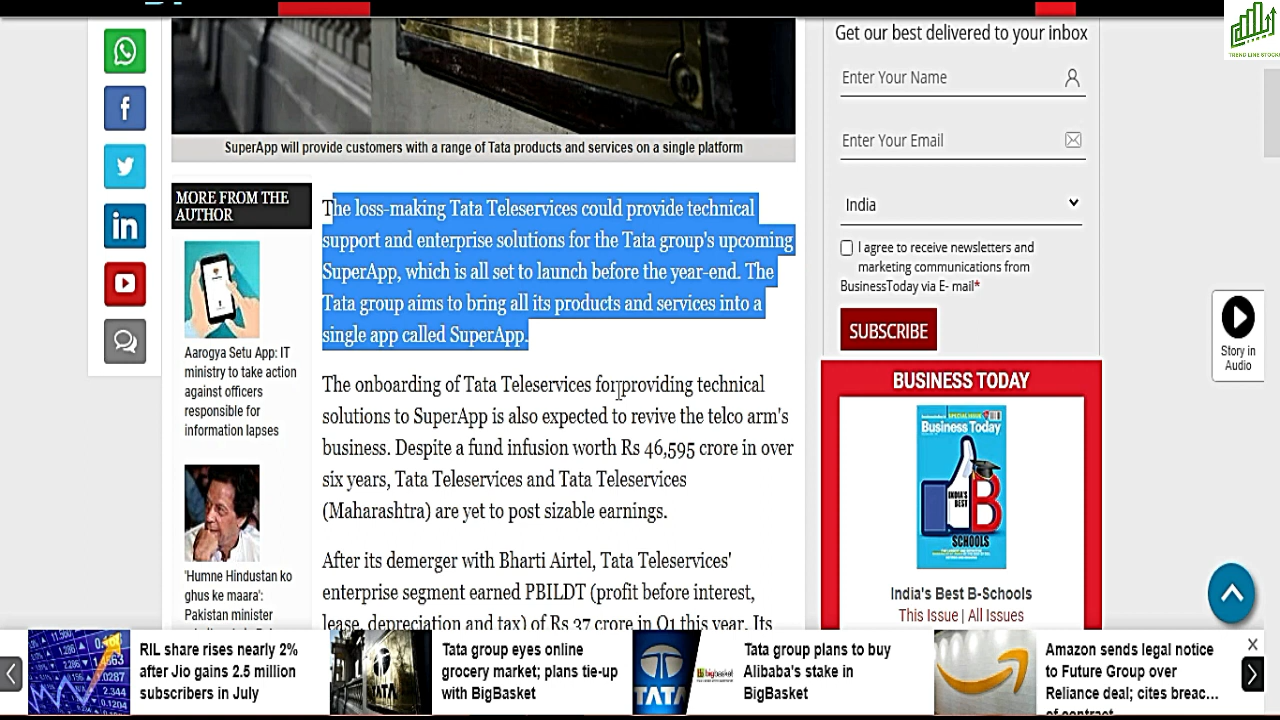 TREND LINE STOCKS
SuperApp will provide customers with a range of Tata products and services on a single platform
MORE FROM THE
AUTHOR
Aarogya Setu App: IT
ministry to take action
against officers
responsible for
information lapses
'Humne Hindustan ko
ghus ke maara':
Pakistan minister
The loss-making Tata Teleservices could provide technical
support and enterprise solutions for the Tata group's upcoming
SuperApp, which is all set to launch before the year-end. The
Tata group aims to bring all its products and services into a
single app called SuperApp.
The onboarding of Tata Teleservices for providing technical
solutions to SuperApp is also expected to revive the telco arm's
business. Despite a fund infusion worth Rs 46,595 crore in over
six years, Tata Teleservices and Tata Teleservices
(Maharashtra) are yet to post sizable earnings.
After its demerger with Bharti Airtel, Tata Teleservices'
enterprise segment earned PBILDT (profit before interest,
lease, depreciation and tax) of Rs 37 crore in Q1 this year. Its
Get our best delivered to your inbox
Enter Your Name
Enter Your Email
India
I agree to receive newsletters and
marketing communications from
BusinessToday via E- mail*
SUBSCRIBE
BUSINESS TODAY
SPECIAL ISSUE
Business Today
INDIA'S
BEST
B
SCHOOLS
India's Best B-Schools
This Issue | All Issues
Story in
Audio
RIL share rises nearly 2%
after Jio gains 2.5 million
subscribers in July
TATA
Tata group eyes online
grocery market; plans tie-up
with BigBasket
TATA
bigbasket
Tata group plans to buy
Alibaba's stake in
BigBasket
Amazon sends legal notice
to Future Group over
Reliance deal; cites breac...
of contract